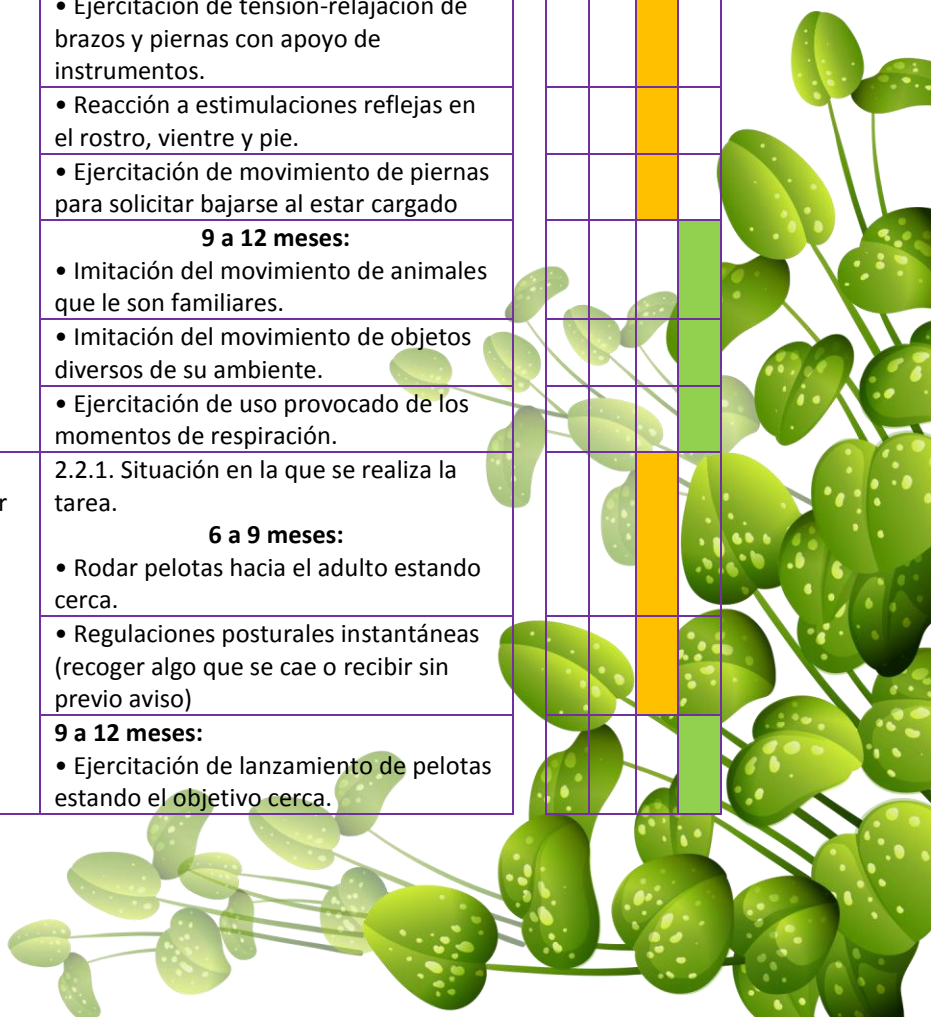 • Ejercitación de tensión-relajación de
brazos y piernas con apoyo de
instrumentos.
• Reacción a estimulaciones reflejas en
el rostro, vientre y pie.
• Ejercitación de movimiento de piernas
para solicitar bajarse al estar cargado
9 a 12 meses:
• Imitación del movimiento de animales
que le son familiares.
• Imitación del movimiento de objetos
diversos de su ambiente.
• Ejercitación de uso provocado de los
momentos de respiración.
r
2.2.1. Situación en la que se realiza la
tarea.
6 a 9 meses:
• Rodar pelotas hacia el adulto estando
cerca.
• Regulaciones posturales instantáneas
(recoger algo que se cae o recibir sin
previo aviso)
9 a 12 meses:
• Ejercitación de lanzamiento de pelotas
estando el objetivo cerca.